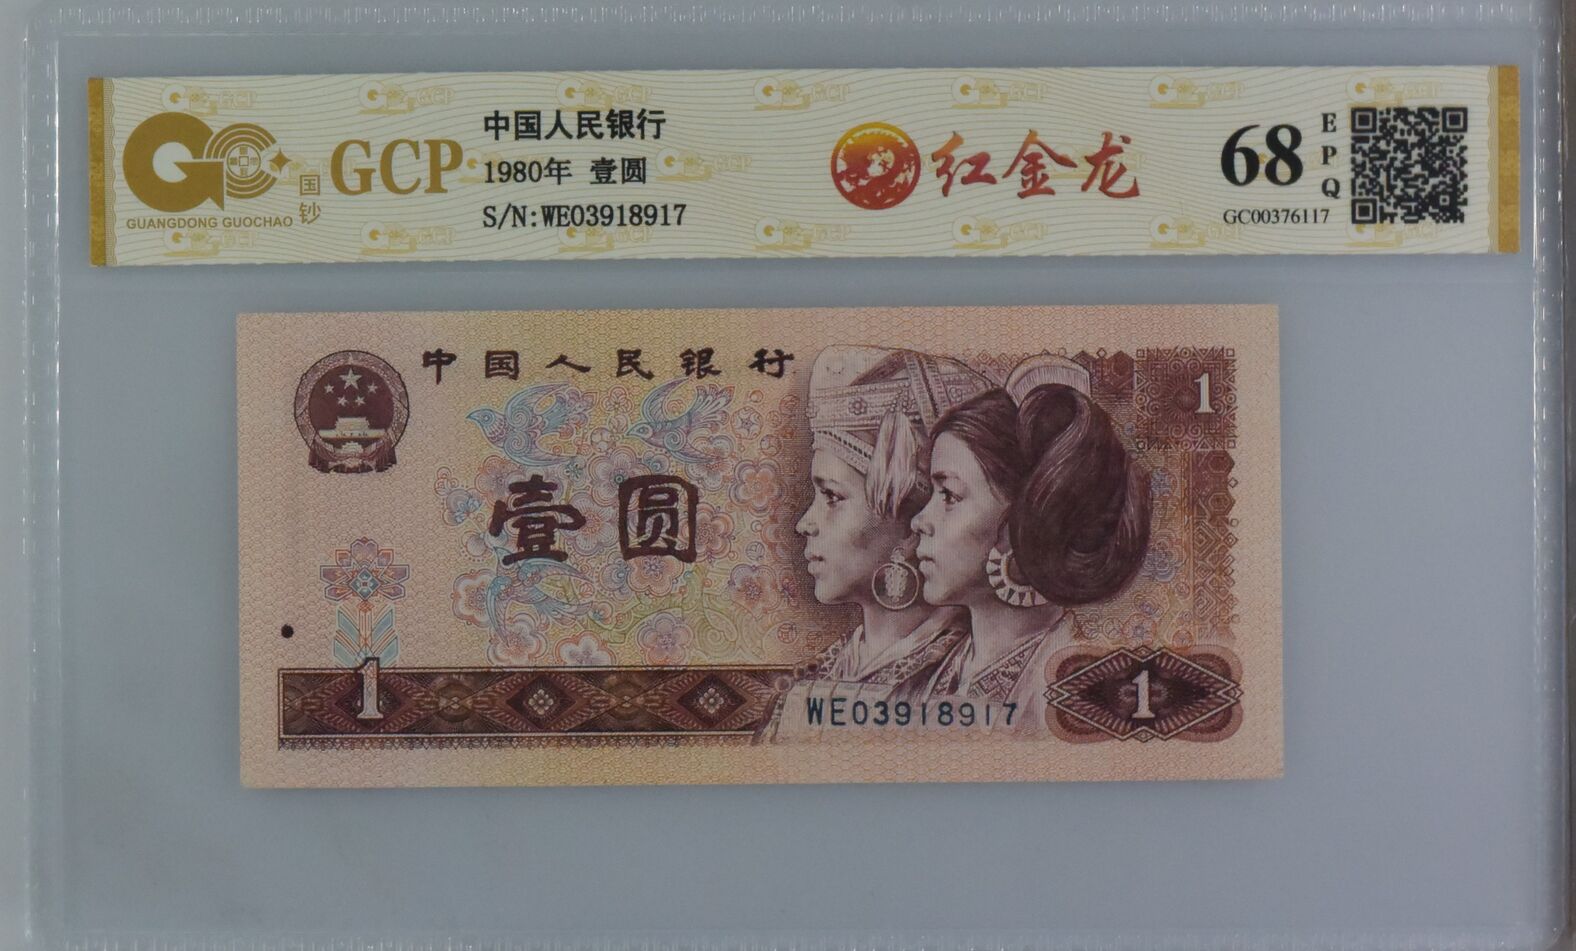 GUANGDONG GUOCHAO
国钞
GCP
中国人民银行
1980年 壹圆
S/N:WE03918917
红金龙
68
EPQ
GC00376117
中国人民银行
1
壹圆
1
WE03918917
1